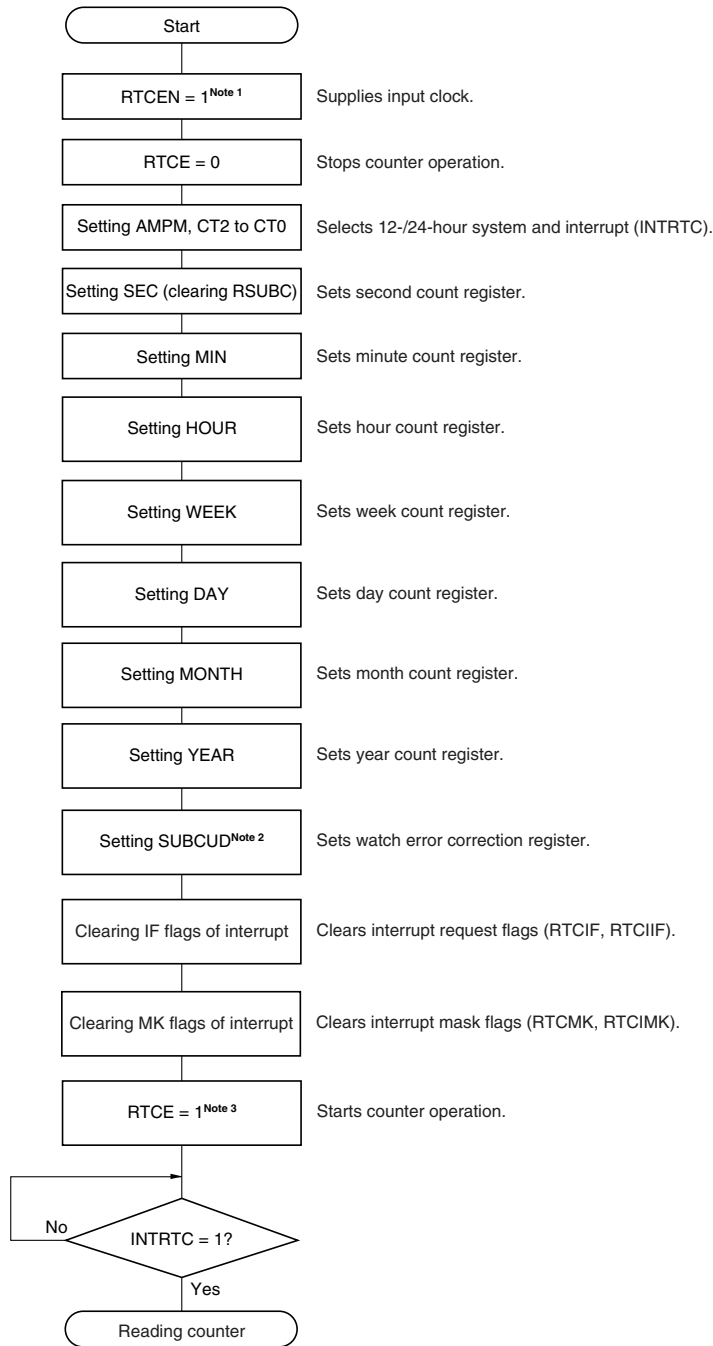 Start
RTCEN = 1Note 1
Supplies input clock.
RTCE = 0
Stops counter operation.
Setting AMPM, CT2 to CT0
Selects 12-/24-hour system and interrupt (INTRTC).
Setting SEC (clearing RSUBC)
Sets second count register.
Setting MIN
Sets minute count register.
Setting HOUR
Sets hour count register.
Setting WEEK
Sets week count register.
Setting DAY
Sets day count register.
Setting MONTH
Sets month count register.
Setting YEAR
Sets year count register.
Setting SUBCUDNote 2
Sets watch error correction register.
Clearing IF flags of interrupt
Clears interrupt request flags (RTCIF, RTCIIF).
Clearing MK flags of interrupt
Clears interrupt mask flags (RTCMK, RTCIMK).
RTCE = 1Note 3
Starts counter operation.
No
INTRTC = 1?
Yes
Reading counter